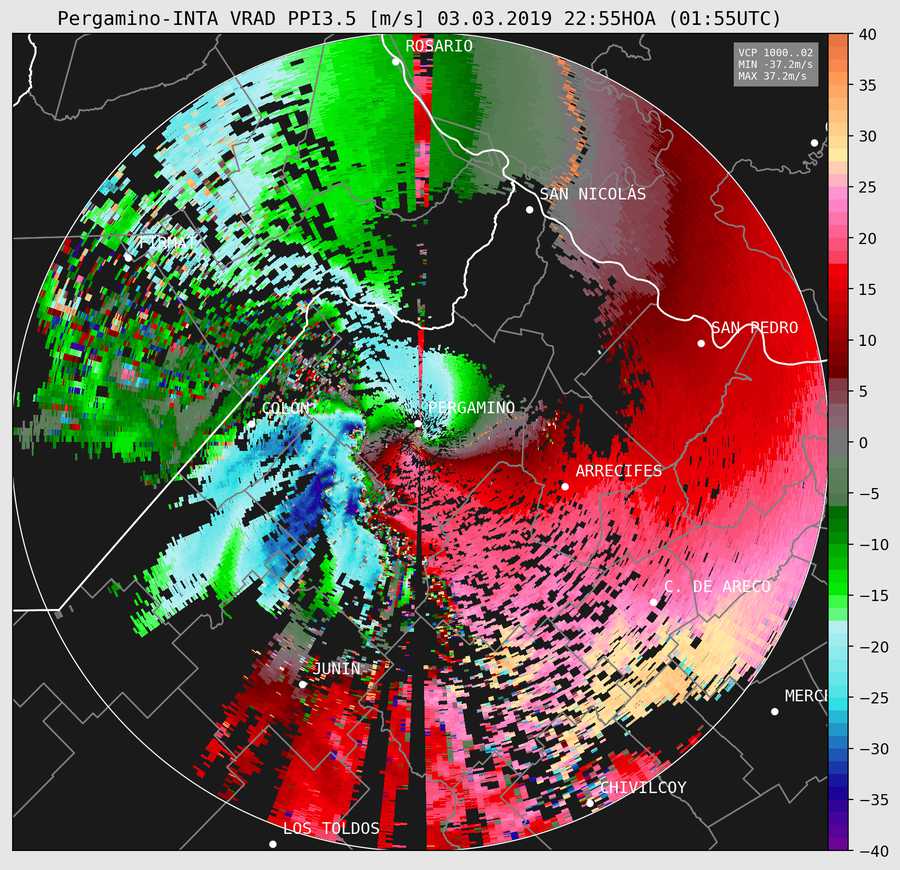 Pergamino-INTA VRAD PPI3.5 [m/s] 03.03.2019 22:55HOA (01:55UTC)
VCP 1000..02
MIN -37.2m/s
MAX 37.2m/s
ROSARIO
SAN NICOLÁS
FIRMAT
SAN PEDRO
COLÓN
PERGAMINO
ARRECIFES
C. DE ARECO
JUNIN
MERC
CHIVILCOY
LOS TOLDOS
40
35
30
25
20
15
10
5
0
−5
−10
−15
−20
−25
−30
−35
−40